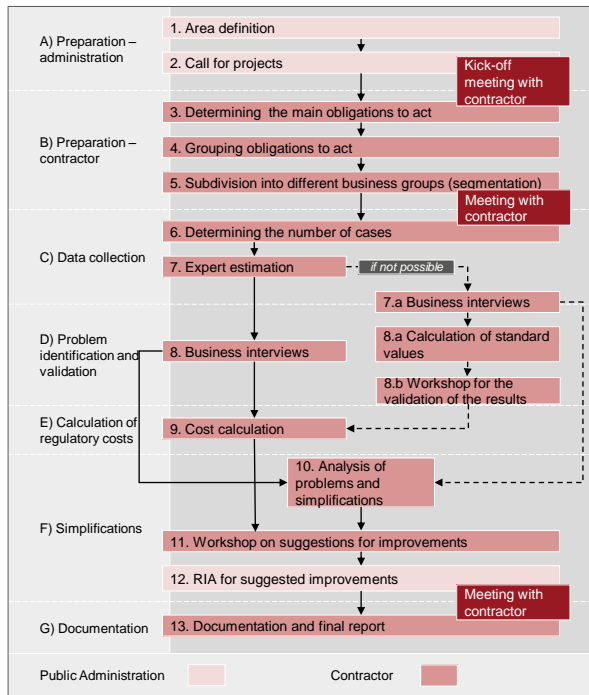 A) Preparation –
administration
1. Area definition
2. Call for projects
Kick-off
meeting with
contractor
B) Preparation –
contractor
3. Determining the main obligations to act
4. Grouping obligations to act
5. Subdivision into different business groups (segmentation)
Meeting with
contractor
C) Data collection
6. Determining the number of cases
7. Expert estimation
if not possible
7.a Business interviews
D) Problem
identification and
validation
8. Business interviews
8.a Calculation of standard
values
8.b Workshop for the
validation of the results
E) Calculation of
regulatory costs
9. Cost calculation
F) Simplifications
10. Analysis of
problems and
simplifications
11. Workshop on suggestions for improvements
12. RIA for suggested improvements
Meeting with
contractor
G) Documentation
13. Documentation and final report
Public Administration
Contractor